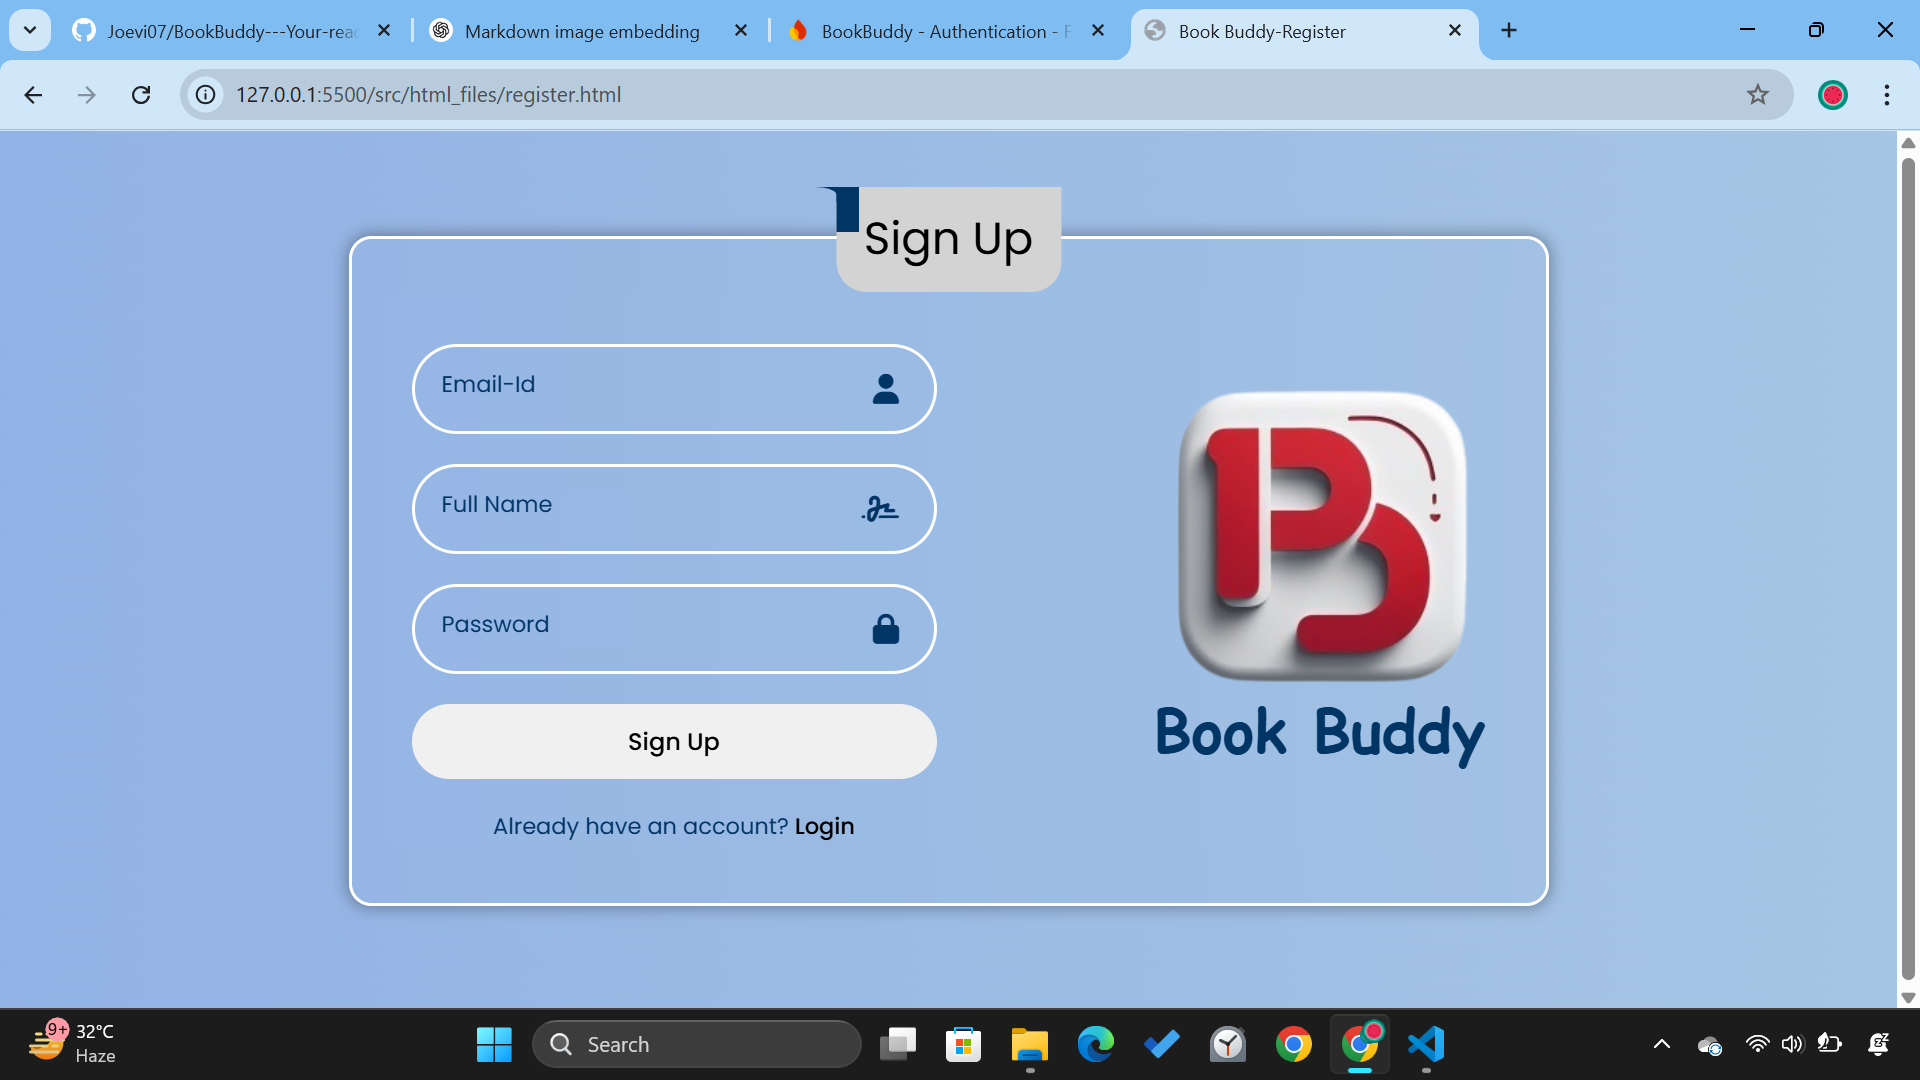 Joevi07/BookBuddy---Your-rea
Markdown image embedding
BookBuddy - Authentication - F
Book Buddy-Register
127.0.0.1:5500/src/html_files/register.html
Sign Up
Email-Id
Full Name
Password
Sign Up
Already have an account? Login
Book Buddy
9+
32°C
Haze
Search